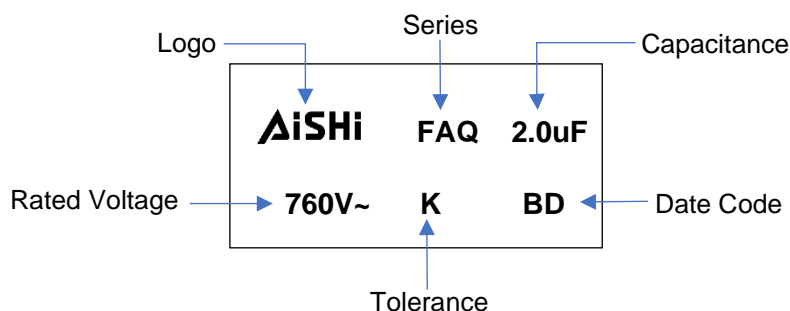 Series
Logo
Capacitance
AiSHi FAQ 2.0uF
Rated Voltage
760V~ K BD
Date Code
Tolerance